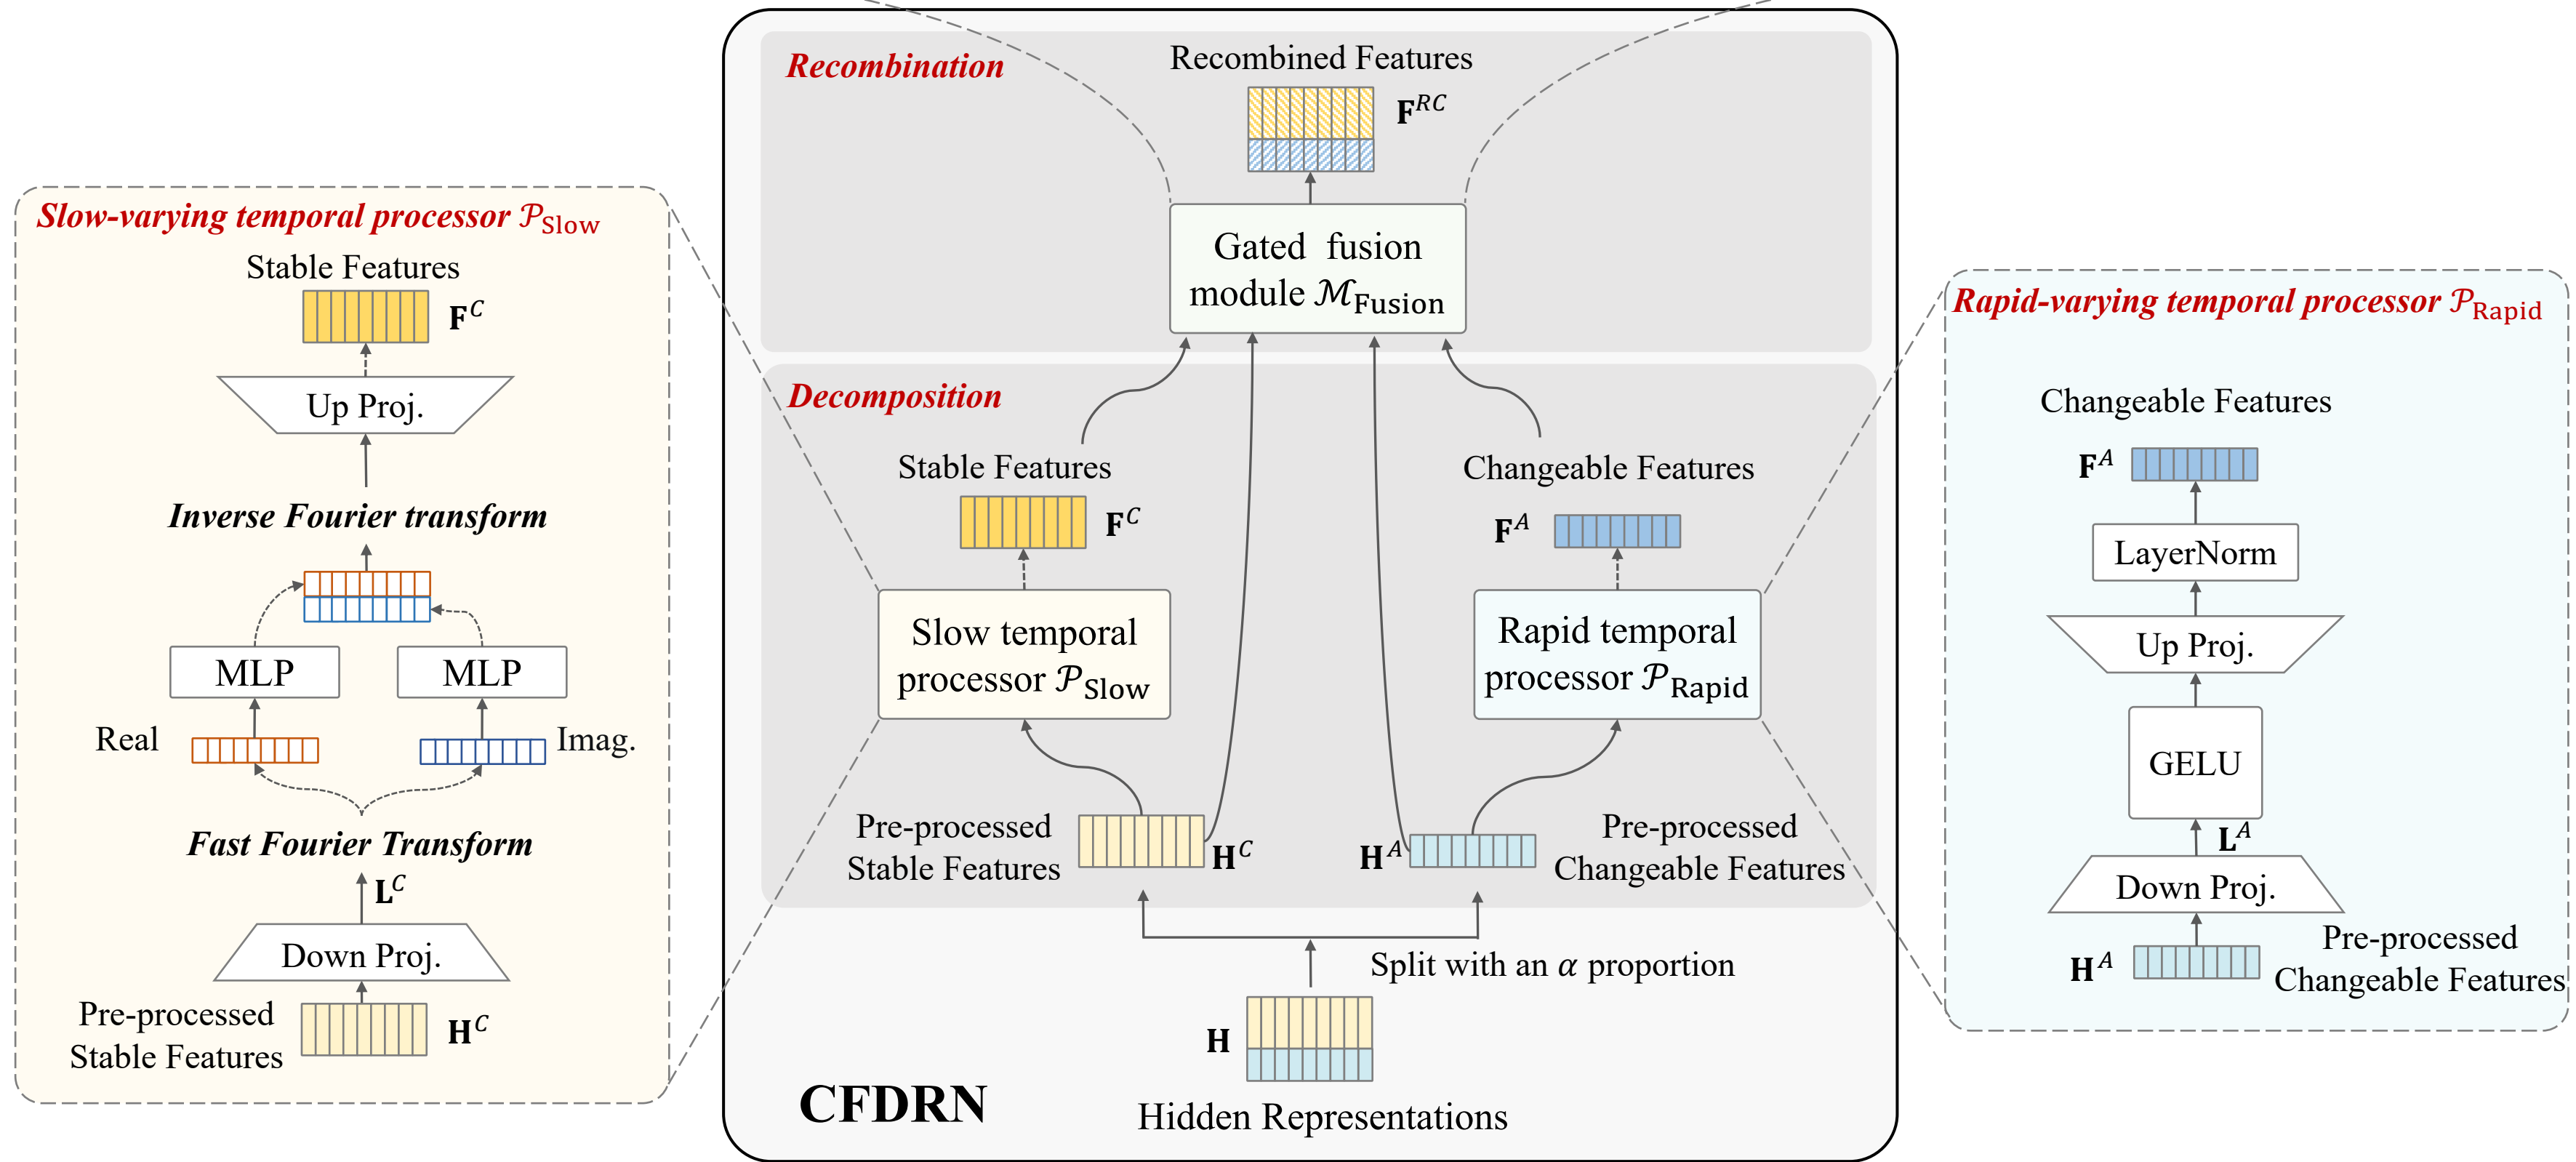 Slow-varying temporal processor 𝒫Slow
Stable Features
F^C
Up Proj.
Inverse Fourier transform
MLP
MLP
Real
Imag.
Fast Fourier Transform
L^C
Down Proj.
Pre-processed
Stable Features
H^C
Recombination
Recombined Features
F^RC
Gated fusion
module ℳFusion
Decomposition
Stable Features
F^C
Changeable Features
F^A
Slow temporal
processor 𝒫Slow
Rapid temporal
processor 𝒫Rapid
Pre-processed
Stable Features
H^C
H^A
Pre-processed
Changeable Features
Split with an α proportion
H
CFDRN
Hidden Representations
Rapid-varying temporal processor 𝒫Rapid
Changeable Features
F^A
LayerNorm
Up Proj.
GELU
L^A
Down Proj.
H^A
Pre-processed
Changeable Features